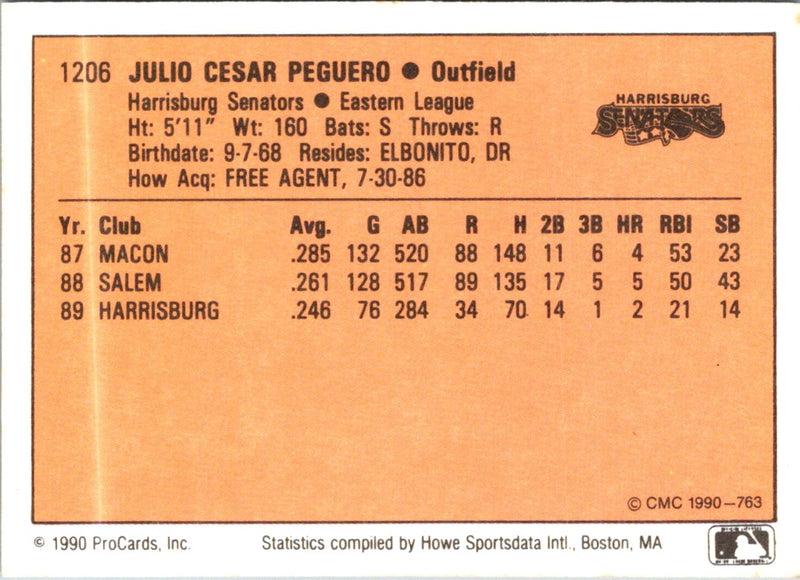 1206 JULIO CESAR PEGUERO ● Outfield
Harrisburg Senators ● Eastern League
Ht: 5'11" Wt: 160 Bats: S Throws: R
Birthdate: 9-7-68 Resides: ELBONITO, DR
How Acq: FREE AGENT, 7-30-86
HARRISBURG
SENATORS
Yr. Club Avg. G AB R H 2B 3B HR RBI SB
87 MACON .285 132 520 88 148 11 6 4 53 23
88 SALEM .261 128 517 89 135 17 5 5 50 43
89 HARRISBURG .246 76 284 34 70 14 1 2 21 14
© CMC 1990–763
© 1990 ProCards, Inc. Statistics compiled by Howe Sportsdata Intl., Boston, MA